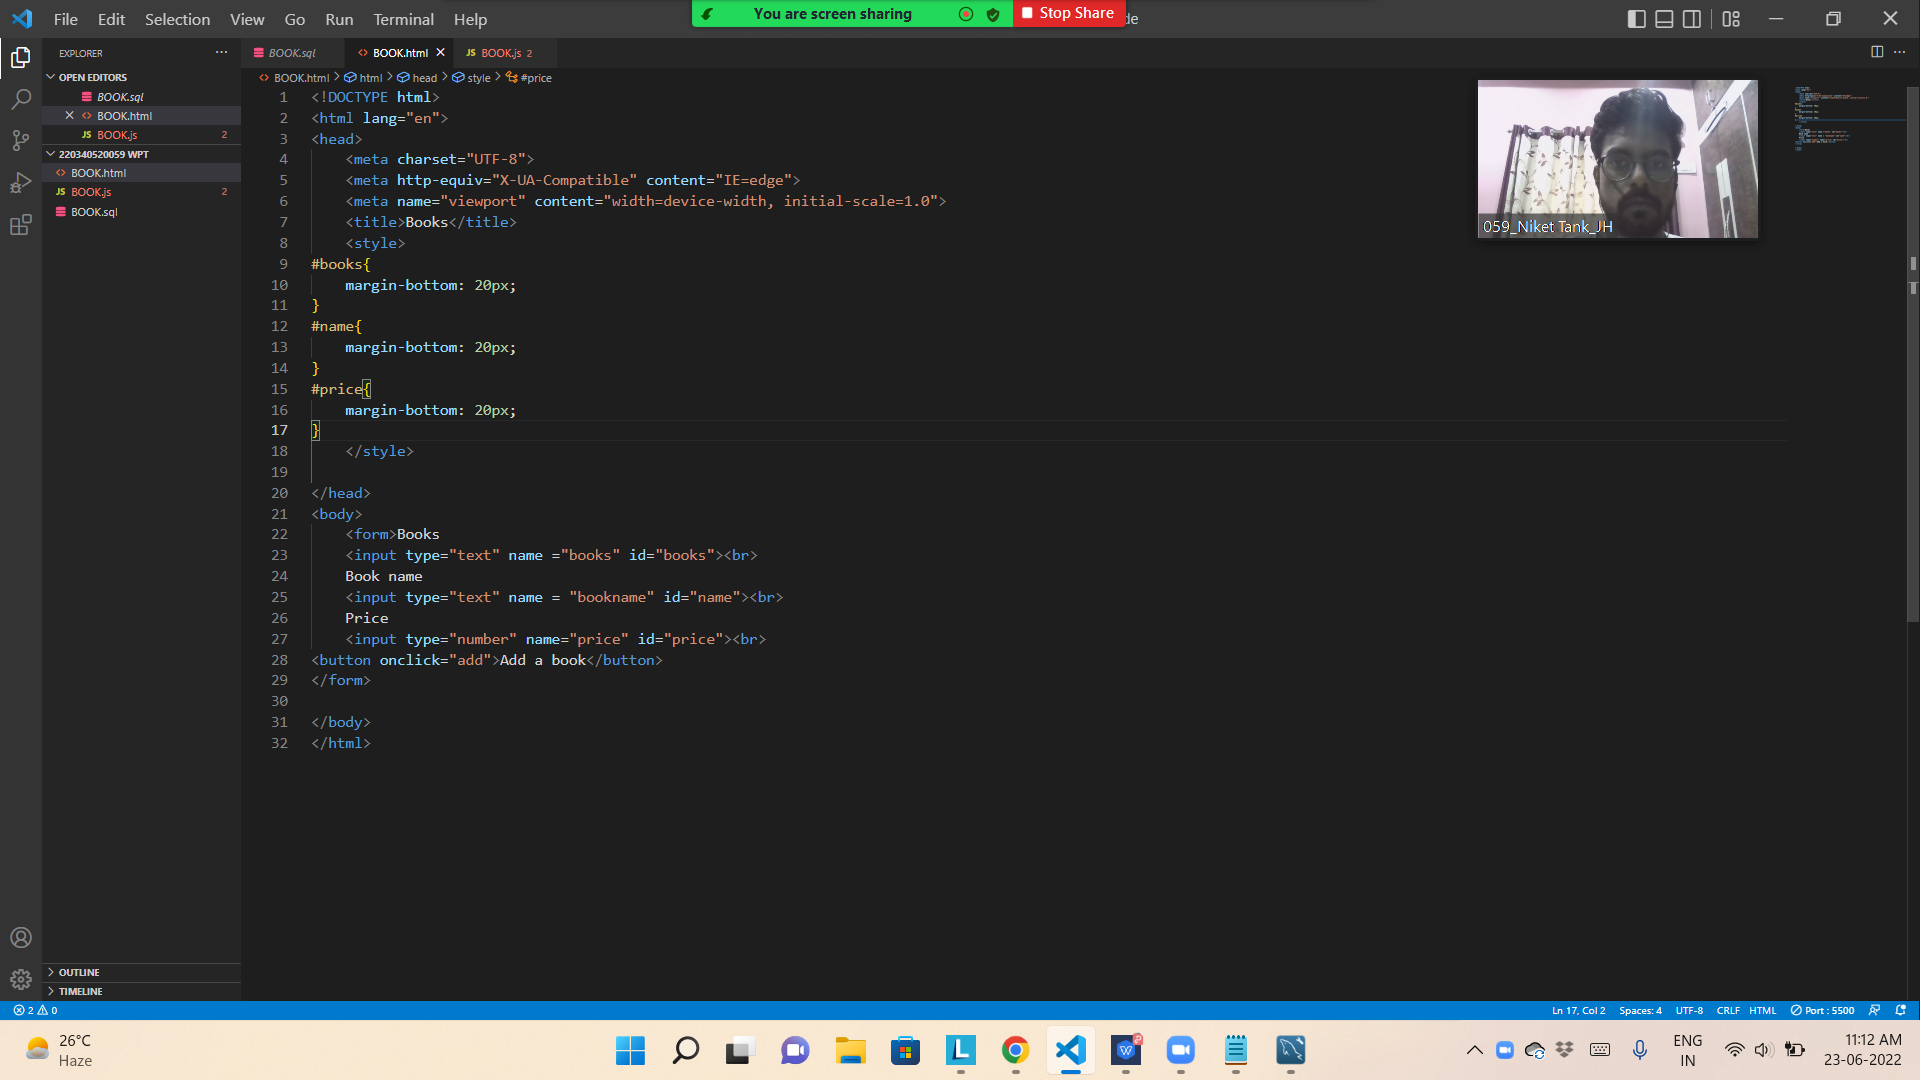 File Edit Selection View Go Run Terminal Help
You are screen sharing
Stop Share
de
EXPLORER
OPEN EDITORS
BOOK.sql
BOOK.html
JS BOOK.js 2
220340520059 WPT
BOOK.html
JS BOOK.js 2
BOOK.sql
OUTLINE
TIMELINE
BOOK.sql BOOK.html JS BOOK.js 2
BOOK.html > html > head > style > #price
1 <!DOCTYPE html>
2 <html lang="en">
3 <head>
4 <meta charset="UTF-8">
5 <meta http-equiv="X-UA-Compatible" content="IE=edge">
6 <meta name="viewport" content="width=device-width, initial-scale=1.0">
7 <title>Books</title>
8 <style>
9 #books{
10 margin-bottom: 20px;
11 }
12 #name{
13 margin-bottom: 20px;
14 }
15 #price{
16 margin-bottom: 20px;
17 }
18 </style>
19
20 </head>
21 <body>
22 <form>Books
23 <input type="text" name ="books" id="books"><br>
24 Book name
25 <input type="text" name = "bookname" id="name"><br>
26 Price
27 <input type="number" name="price" id="price"><br>
28 <button onclick="add">Add a book</button>
29 </form>
30
31 </body>
32 </html>
059_Niket Tank_JH
2 0
Ln 17, Col 2 Spaces: 4 UTF-8 CRLF HTML Port : 5500
26°C
Haze
ENG
IN
11:12 AM
23-06-2022